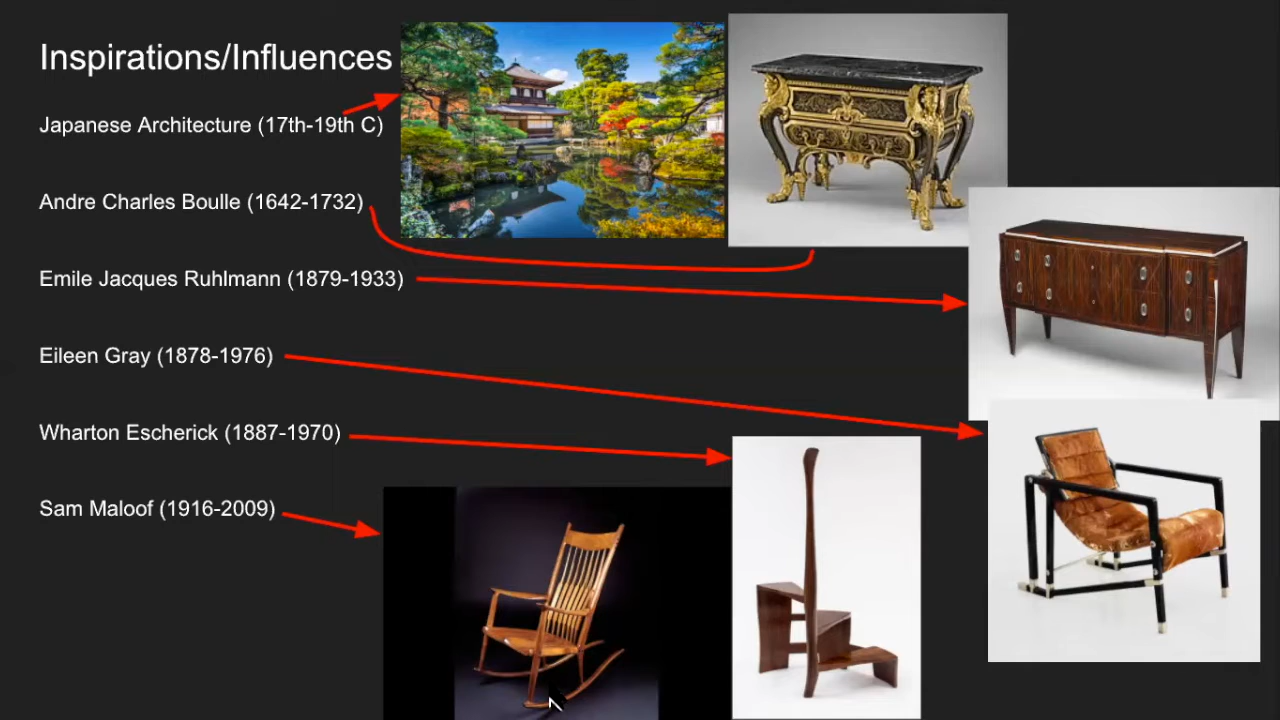 Inspirations/Influences
Japanese Architecture (17th-19th C)
Andre Charles Boulle (1642-1732)
Emile Jacques Ruhlmann (1879-1933)
Eileen Gray (1878-1976)
Wharton Escherick (1887-1970)
Sam Maloof (1916-2009)